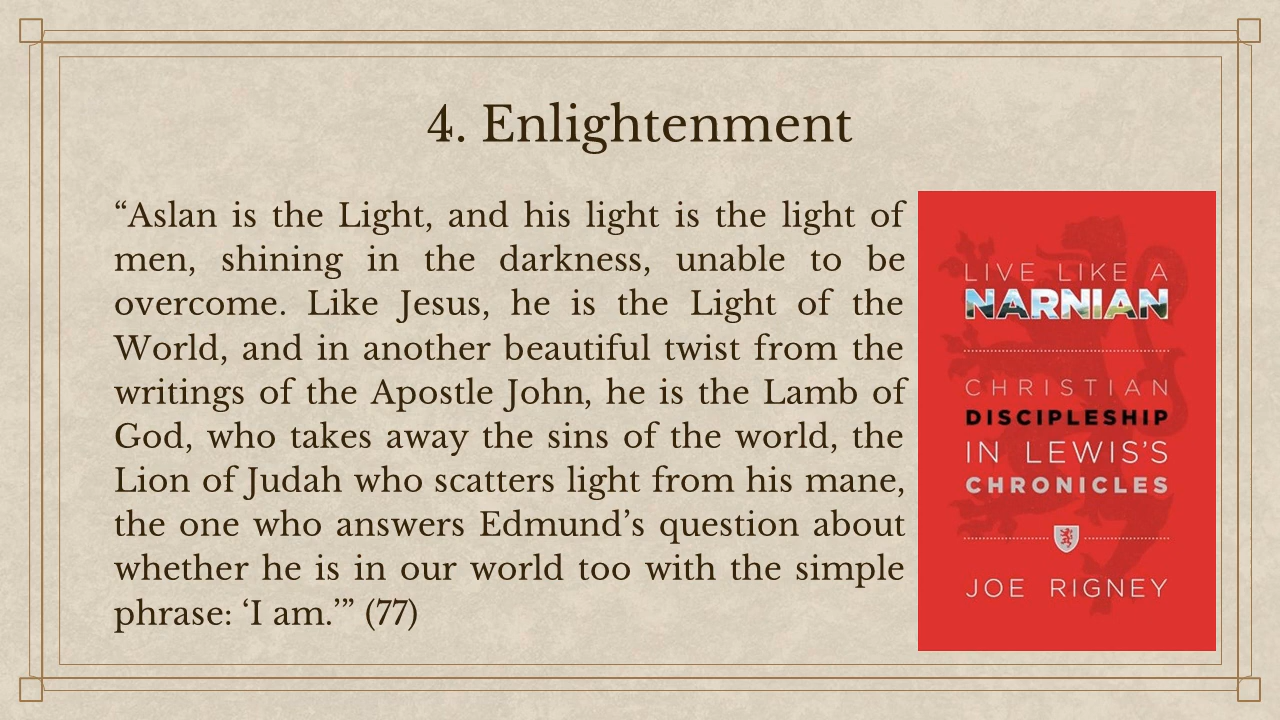 4. Enlightenment
“Aslan is the Light, and his light is the light of
men, shining in the darkness, unable to be
overcome. Like Jesus, he is the Light of the
World, and in another beautiful twist from the
writings of the Apostle John, he is the Lamb of
God, who takes away the sins of the world, the
Lion of Judah who scatters light from his mane,
the one who answers Edmund’s question about
whether he is in our world too with the simple
phrase: ‘I am.’” (77)
LIVE LIKE A
NARNIAN
CHRISTIAN
DISCIPLESHIP
IN LEWIS’S
CHRONICLES
JOE RIGNEY